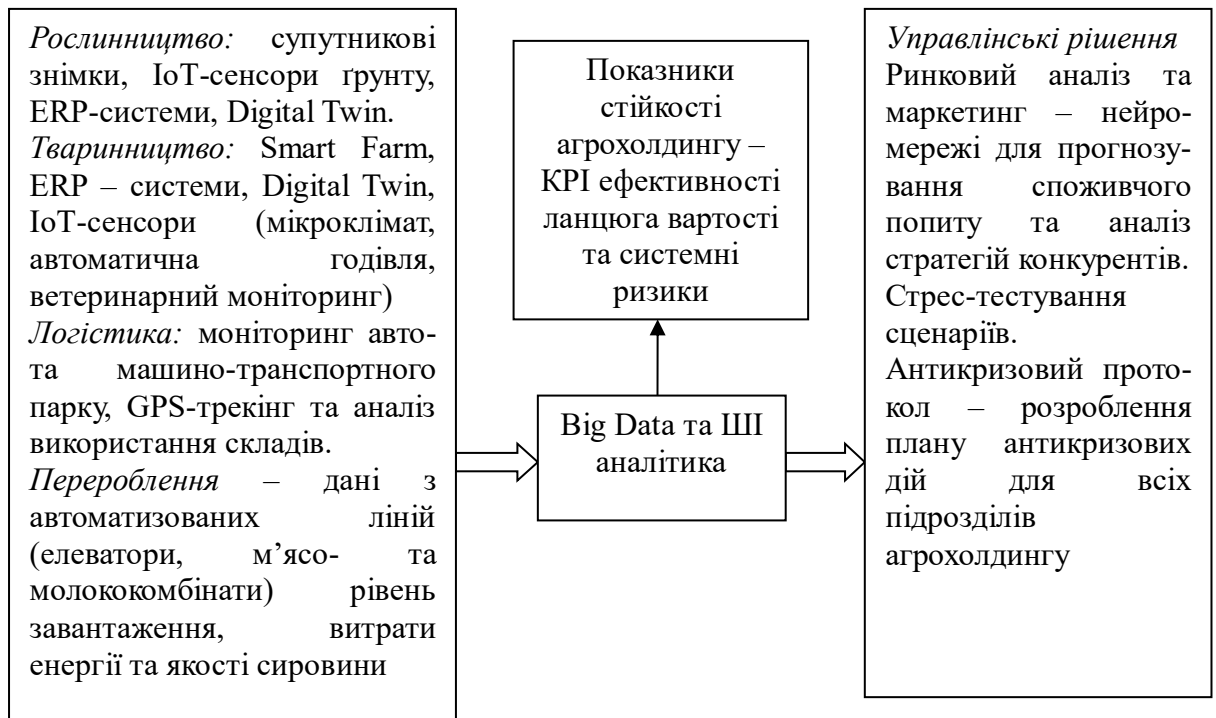 Рослинництво: супутникові
знімки, IoT-сенсори ґрунту,
ERP-системи, Digital Twin.
Тваринництво: Smart Farm,
ERP – системи, Digital Twin,
IoT-сенсори (мікроклімат,
автоматична годівля,
ветеринарний моніторинг)
Логістика: моніторинг авто-
та машино-транспортного
парку, GPS-трекінг та аналіз
використання складів.
Перероблення – дані з
автоматизованих ліній
(елеватори, м’ясо- та
молококомбінати) рівень
завантаження, витрати
енергії та якості сировини
Показники
стійкості
агрохолдингу –
KPI ефективності
ланцюга вартості
та системні
ризики
Big Data та ШІ
аналітика
Управлінські рішення
Ринковий аналіз та
маркетинг – нейро-
мережі для прогнозу-
вання споживчого
попиту та аналіз
стратегій конкурентів.
Стрес-тестування
сценаріїв.
Антикризовий прото-
кол – розроблення
плану антикризових
дій для всіх
підрозділів
агрохолдингу